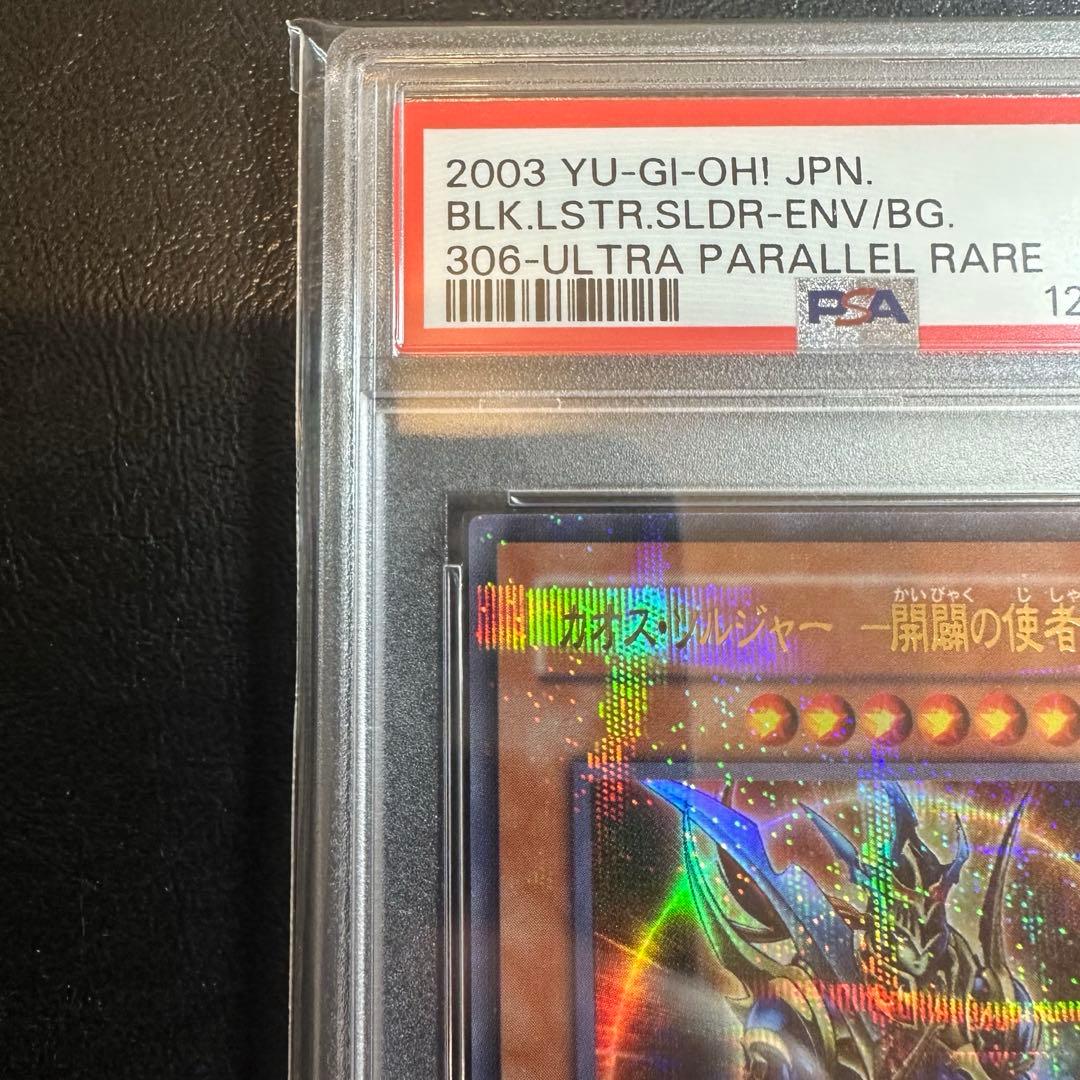 2003 YU-GI-OH! JPN.
BLK.LSTR.SLDR-ENV/BG.
306-ULTRA PARALLEL RARE
PSA
12
かいびゃく じ しゃ
カオス・ソルジャー -開闢の使者